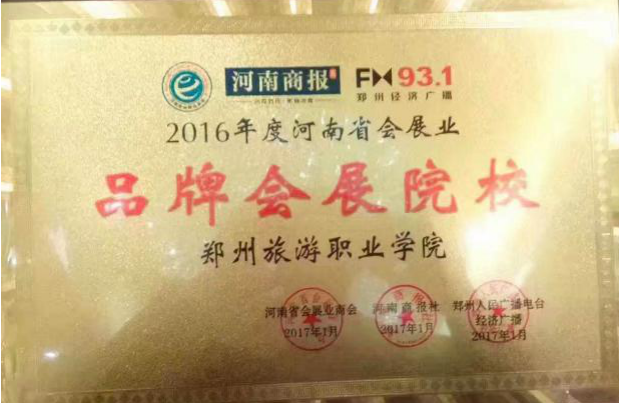 河南商报
FM 93.1
郑州经济广播
2016年度河南省会展业
品牌会展院校
郑州旅游职业学院
河南省会展业商会 河南商报社 郑州人民广播电台
经济广播
2017年1月 2017年1月 2017年1月